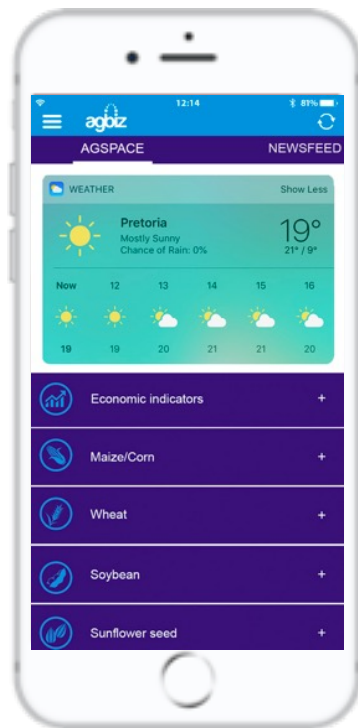 12:14
81%
agbiz
AGSPACE NEWSFEED
WEATHER Show Less
Pretoria
Mostly Sunny
Chance of Rain: 0%
19°
21° / 9°
Now 12 13 14 15 16
19 19 20 21 21 20
Economic indicators +
Maize/Corn +
Wheat +
Soybean +
Sunflower seed +